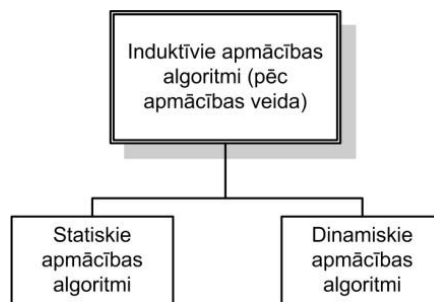 Induktīvie apmācības
algoritmi (pēc
apmācības veida)
Statiskie
apmācības
algoritmi
Dinamiskie
apmācības
algoritmi